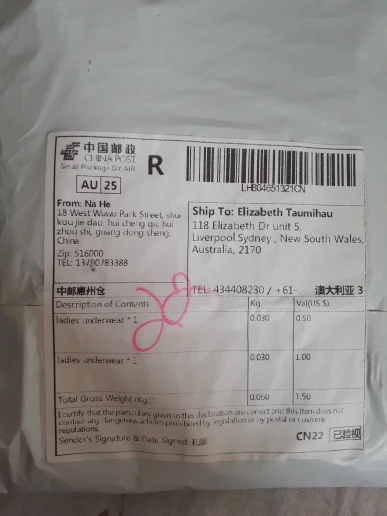 中国邮政
CHINA POST
Small Package By AIR
R
LHB04651321CN
AU 25
From: Na He
18 West Wuwu Park Street, shui
kou jie dao, hui cheng qu, hui
zhou shi, guang dong sheng,
China
Zip: 516000
TEL: 13790783388
Ship To: Elizabeth Taumihau
118 Elizabeth Dr unit 5,
Liverpool,Sydney , New South Wales,
Australia, 2170
中邮惠州仓
TEL: 434408230 / +61-
澳大利亚 3
Description of Contents Kg. Val(US $)
ladies underwear * 1 0.030 0.50
ladies underwear * 1 0.030 1.00
Total Gross Weight (Kg.): 0.060 1.50
I certify that the particulars given in this declaration are correct and this item does not
contain any dangerous articles prohibited by legislation or by postal or customs
regulations.
Sender's Signature & Date Signed:
CN22 已验视